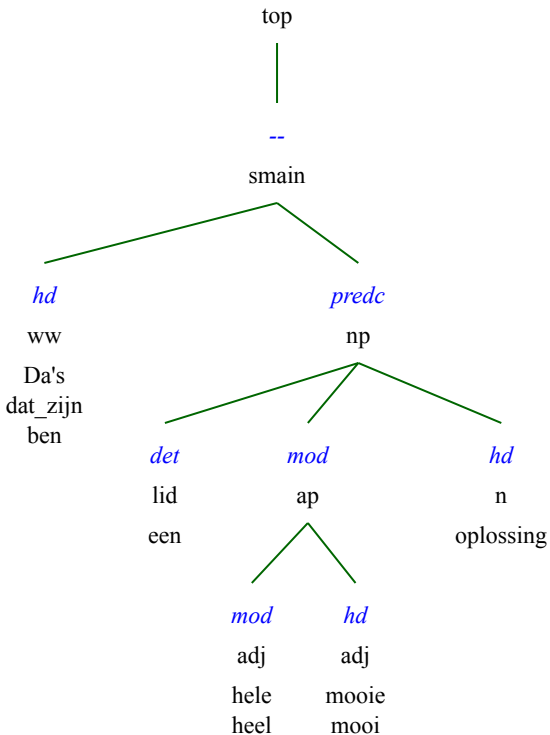 top
--
smain
hd predc
ww np
Da's
dat_zijn
ben
det mod hd
lid ap n
een oplossing
mod hd
adj adj
hele mooie
heel mooi